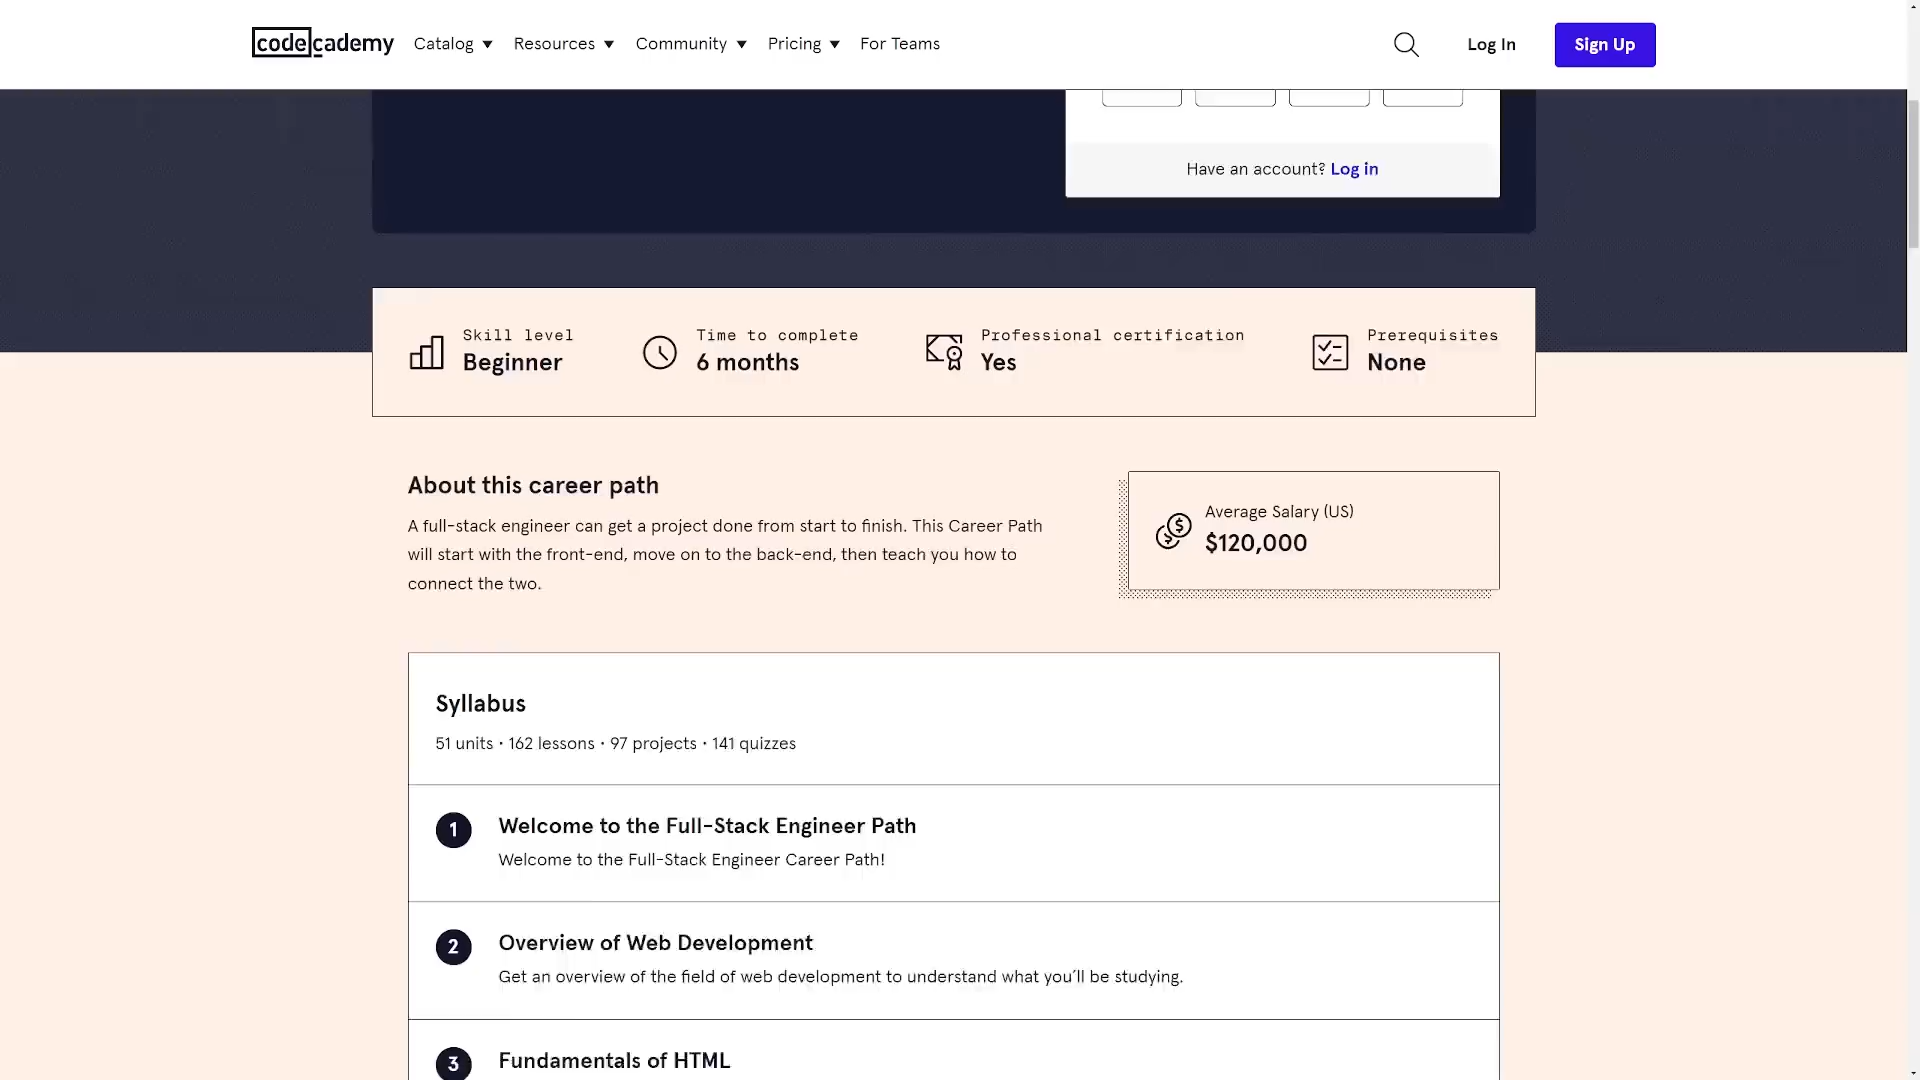 codecademy Catalog Resources Community Pricing For Teams Log In Sign Up
Have an account? Log in
Skill level
Beginner
Time to complete
6 months
Professional certification
Yes
Prerequisites
None
About this career path
A full-stack engineer can get a project done from start to finish. This Career Path
will start with the front-end, move on to the back-end, then teach you how to
connect the two.
Average Salary (US)
$120,000
Syllabus
51 units · 162 lessons · 97 projects · 141 quizzes
1 Welcome to the Full-Stack Engineer Path
Welcome to the Full-Stack Engineer Career Path!
2 Overview of Web Development
Get an overview of the field of web development to understand what you'll be studying.
3 Fundamentals of HTML